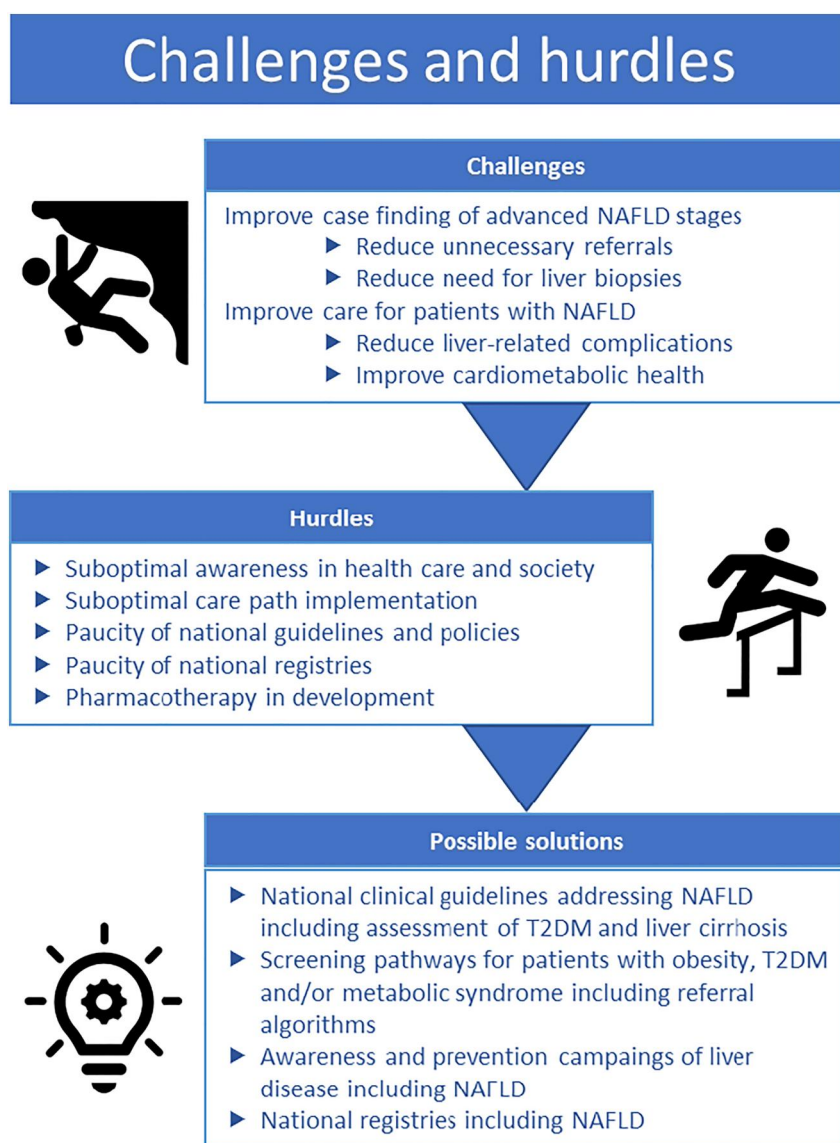 Challenges and hurdles
Challenges
Improve case finding of advanced NAFLD stages
▶ Reduce unnecessary referrals
▶ Reduce need for liver biopsies
Improve care for patients with NAFLD
▶ Reduce liver-related complications
▶ Improve cardiometabolic health
Hurdles
▶ Suboptimal awareness in health care and society
▶ Suboptimal care path implementation
▶ Paucity of national guidelines and policies
▶ Paucity of national registries
▶ Pharmacotherapy in development
Possible solutions
▶ National clinical guidelines addressing NAFLD
including assessment of T2DM and liver cirrhosis
▶ Screening pathways for patients with obesity, T2DM
and/or metabolic syndrome including referral
algorithms
▶ Awareness and prevention campaings of liver
disease including NAFLD
▶ National registries including NAFLD